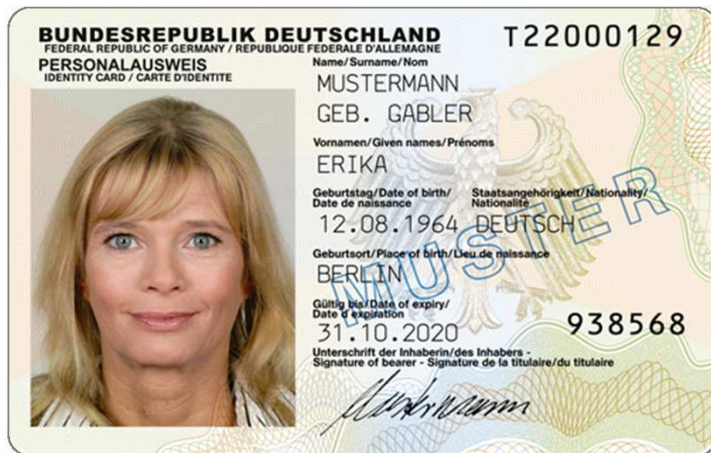 BUNDESREPUBLIK DEUTSCHLAND
FEDERAL REPUBLIC OF GERMANY / REPUBLIQUE FEDERALE D'ALLEMAGNE
T22000129
PERSONALAUSWEIS
IDENTITY CARD / CARTE D'IDENTITE
Name/Surname/Nom
MUSTERMANN
GEB. GABLER
Vornamen/Given names/Prénoms
ERIKA
Geburtstag/Date of birth/
Date de naissance
Staatsangehörigkeit/Nationality/
Nationalité
12.08.1964 DEUTSCH
Geburtsort/Place of birth/Lieu de naissance
BERLIN
MUSTER
Gültig bis/Date of expiry/
Date d'expiration
31.10.2020
938568
Unterschrift der Inhaberin/des Inhabers -
Signature of bearer - Signature de la titulaire/du titulaire
Mustermann